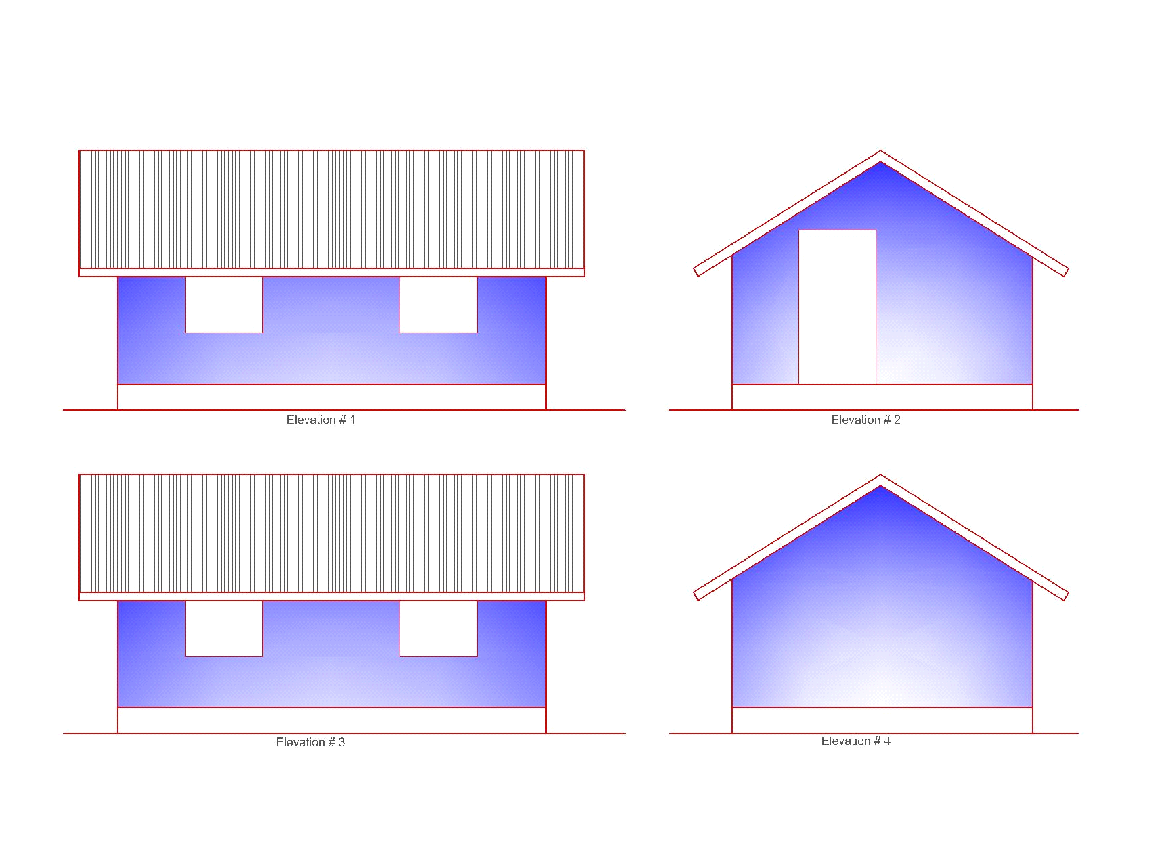 Elevation # 1
Elevation # 2
Elevation # 3
Elevation # 4